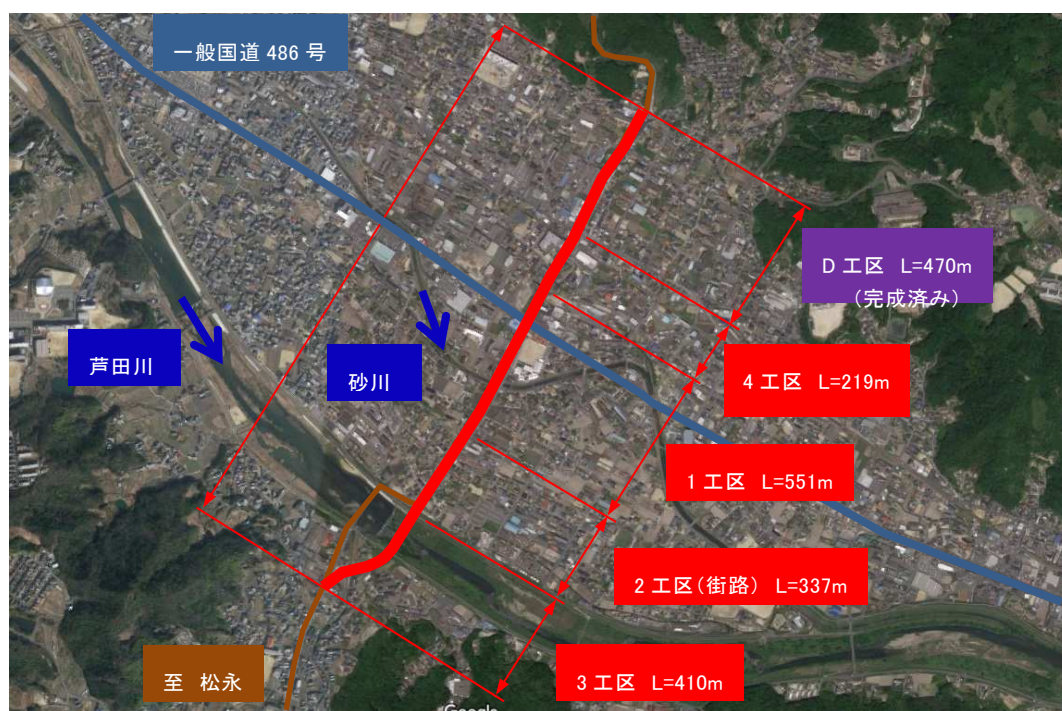 一般国道 486 号
D 工区 L=470m
(完成済み)
芦田川
砂川
4 工区 L=219m
1 工区 L=551m
2 工区(街路) L=337m
至 松永
3 工区 L=410m
Google